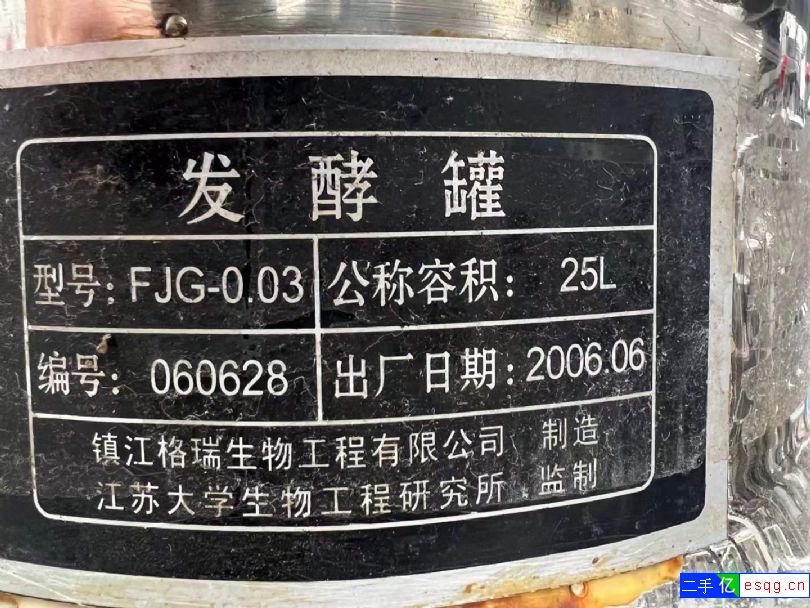 发酵罐
型号: FJG-0.03 公称容积: 25L
编号: 060628 出厂日期: 2006.06
镇江格瑞生物工程有限公司 制造
江苏大学生物工程研究所 监制
二手亿 esqg.cn